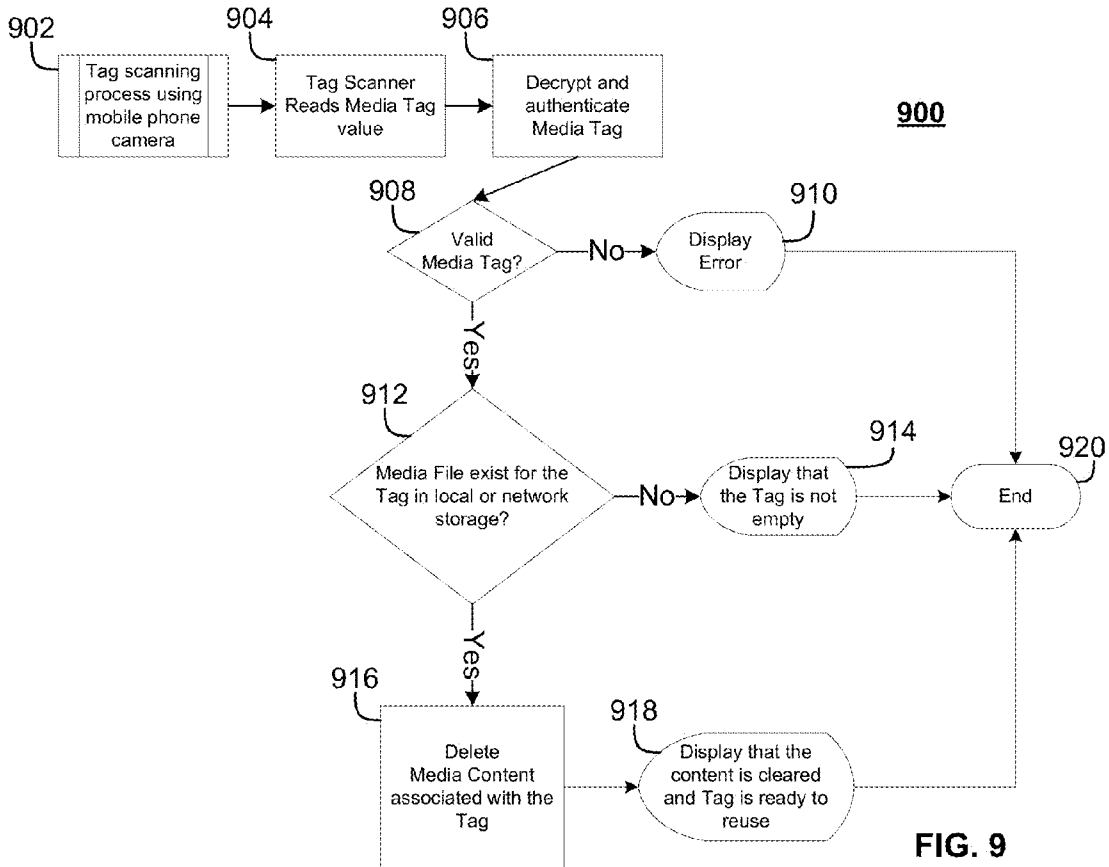 902
Tag scanning
process using
mobile phone
camera
904
Tag Scanner
Reads Media Tag
value
906
Decrypt and
authenticate
Media Tag
900
908
Valid
Media Tag?
No
910
Display
Error
Yes
912
Media File exist for the
Tag in local or network
storage?
No
914
Display that
the Tag is not
empty
920
End
Yes
916
Delete
Media Content
associated with the
Tag
918
Display that the
content is cleared
and Tag is ready to
reuse
FIG. 9